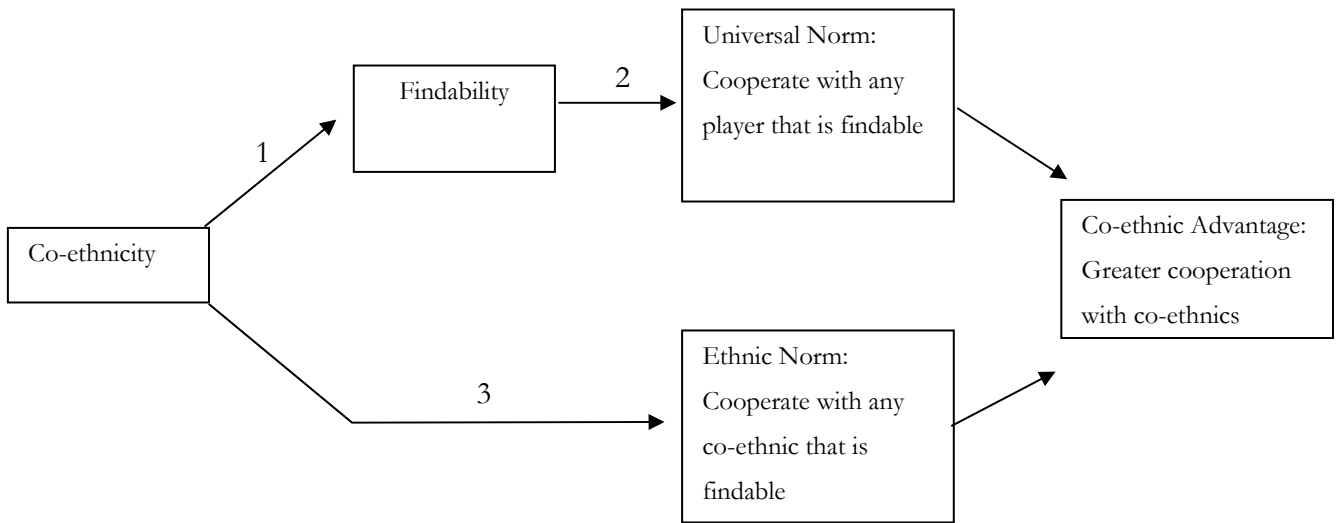 Universal Norm:
Cooperate with any
player that is findable
Findability
2
1
Co-ethnicity
Co-ethnic Advantage:
Greater cooperation
with co-ethnics
Ethnic Norm:
Cooperate with any
co-ethnic that is
findable
3